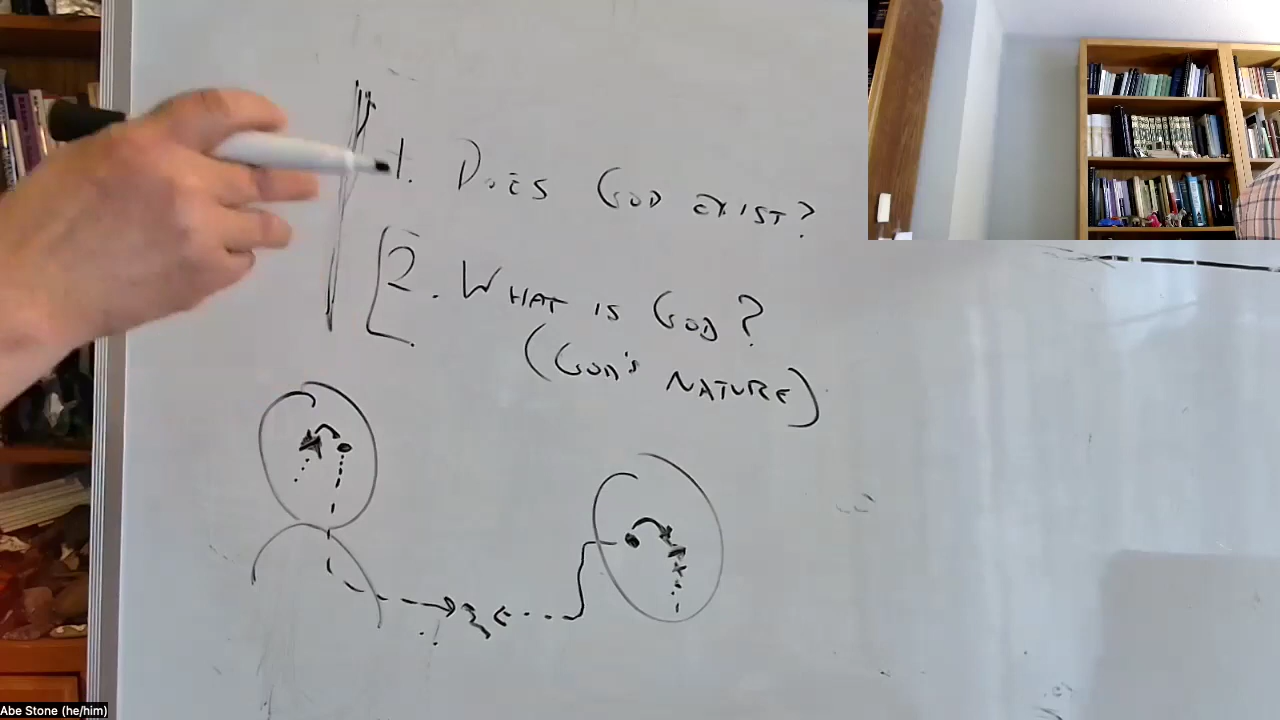 1. DOES GOD EXIST?
2. WHAT IS GOD?
(GOD'S NATURE)
Abe Stone (he/him)